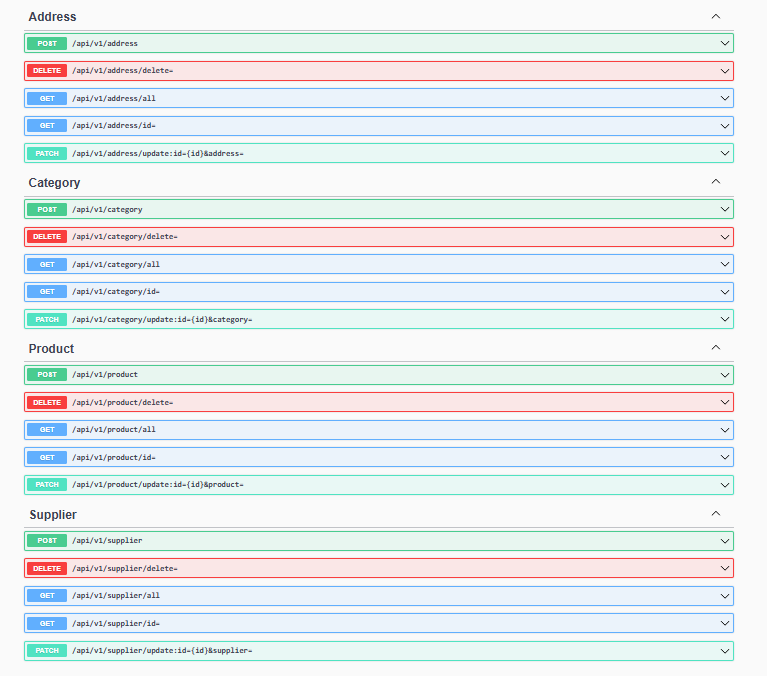 Address
POST /api/v1/address
DELETE /api/v1/address/delete=
GET /api/v1/address/all
GET /api/v1/address/id=
PATCH /api/v1/address/update:id={id}&address=
Category
POST /api/v1/category
DELETE /api/v1/category/delete=
GET /api/v1/category/all
GET /api/v1/category/id=
PATCH /api/v1/category/update:id={id}&category=
Product
POST /api/v1/product
DELETE /api/v1/product/delete=
GET /api/v1/product/all
GET /api/v1/product/id=
PATCH /api/v1/product/update:id={id}&product=
Supplier
POST /api/v1/supplier
DELETE /api/v1/supplier/delete=
GET /api/v1/supplier/all
GET /api/v1/supplier/id=
PATCH /api/v1/supplier/update:id={id}&supplier=